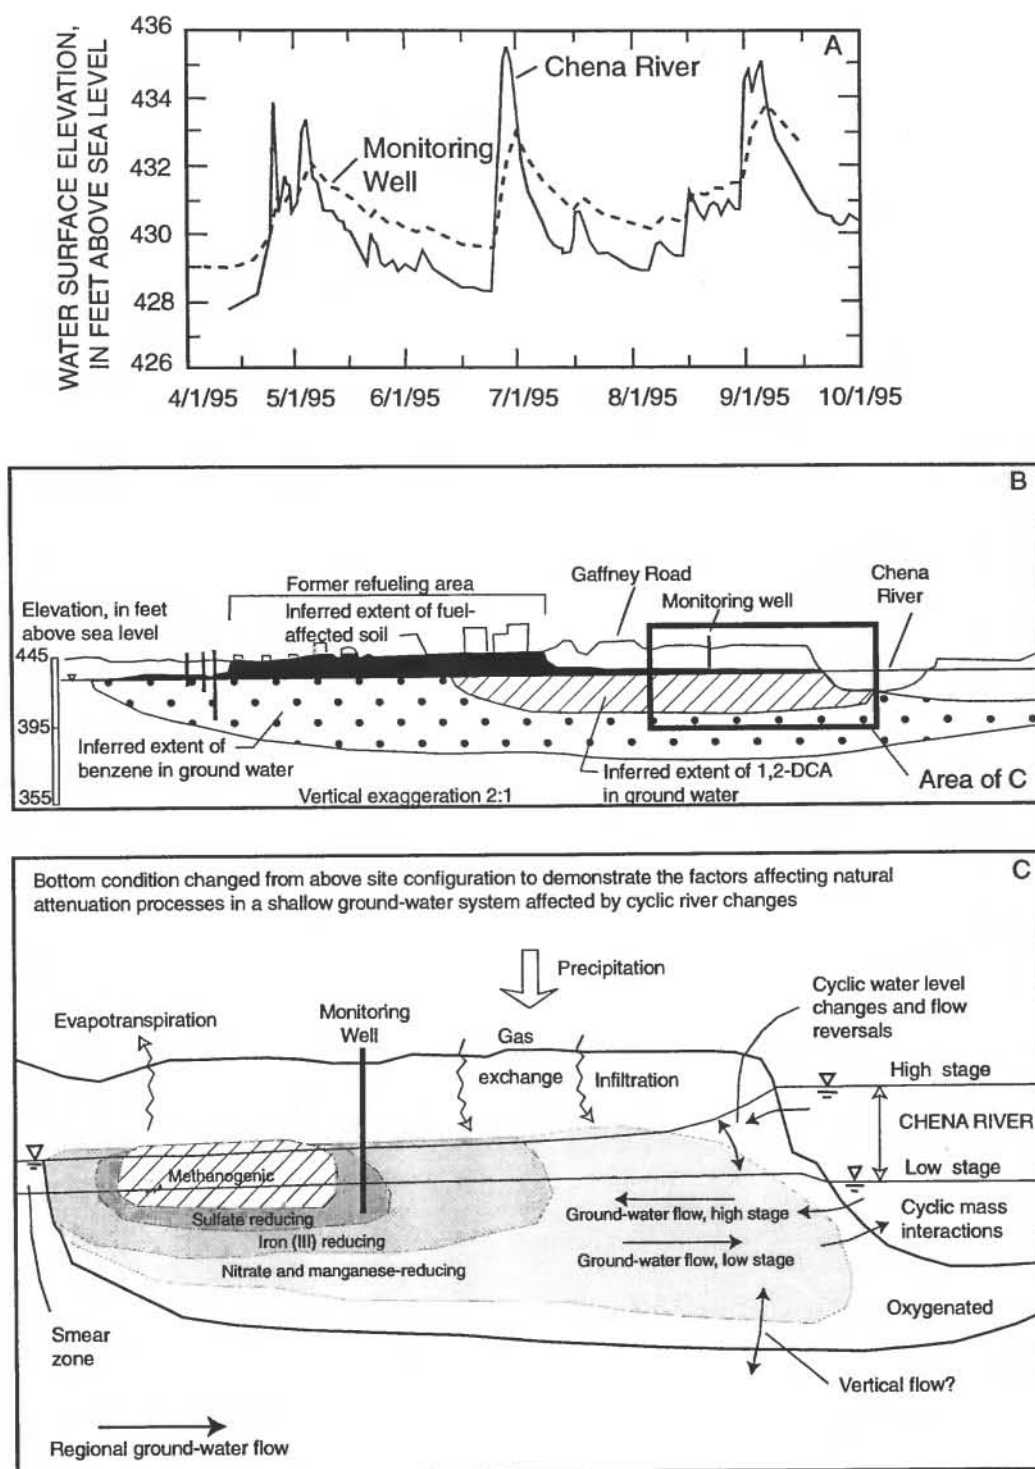 A
WATER SURFACE ELEVATION,
IN FEET ABOVE SEA LEVEL
436
434
432
430
428
426
Chena River
Monitoring
Well
4/1/95 5/1/95 6/1/95 7/1/95 8/1/95 9/1/95 10/1/95
B
Former refueling area
Inferred extent of fuel-
affected soil
Gaffney Road
Monitoring well
Chena
River
Elevation, in feet
above sea level
445
395
355
Inferred extent of
benzene in ground water
Inferred extent of 1,2-DCA
in ground water
Area of C
Vertical exaggeration 2:1
C
Bottom condition changed from above site configuration to demonstrate the factors affecting natural
attenuation processes in a shallow ground-water system affected by cyclic river changes
Precipitation
Evapotranspiration
Monitoring
Well
Gas
exchange
Infiltration
Cyclic water level
changes and flow
reversals
High stage
CHENA RIVER
Low stage
Methanogenic
Sulfate reducing
Iron (III) reducing
Nitrate and manganese-reducing
Ground-water flow, high stage
Ground-water flow, low stage
Cyclic mass
interactions
Oxygenated
Smear
zone
Vertical flow?
Regional ground-water flow